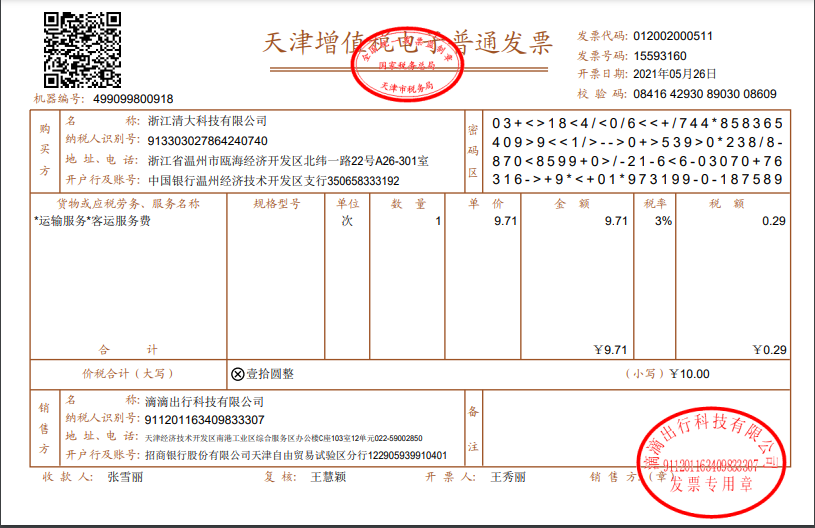 天津增值税电子普通发票
全国统一发票监制章
国家税务总局
天津市税务局
发票代码: 012002000511
发票号码: 15593160
开票日期: 2021年05月26日
校 验 码: 08416 42930 89030 08609
机器编号: 499099800918
购买方
名 称: 浙江清大科技有限公司
纳税人识别号: 913303027864240740
地 址、电 话: 浙江省温州市瓯海经济开发区北纬一路22号A26-301室
开户行及账号: 中国银行温州经济技术开发区支行350658333192
密码区
03+<>18<4/<0/6<<+/744*858365
409>9<<1/>-->0+>539>0*238/8-
870<8599+0>/-21-6<6-03070+76
316->+9*<+01*973199-0-187589
货物或应税劳务、服务名称 规格型号 单位 数 量 单 价 金 额 税率 税 额
*运输服务*客运服务费 次 1 9.71 9.71 3% 0.29
合 计 ￥9.71 ￥0.29
价税合计（大写） ⊗壹拾圆整 （小写）￥10.00
销售方
名 称: 滴滴出行科技有限公司
纳税人识别号: 911201163409833307
地 址、电 话: 天津经济技术开发区南港工业区综合服务区办公楼C座103室12单元022-59002850
开户行及账号: 招商银行股份有限公司天津自由贸易试验区分行122905939910401
备注
收 款 人: 张雪丽 复 核: 王慧颖 开 票 人: 王秀丽 销 售 方:（章）
滴滴出行科技有限公司
911201163409833307
发票专用章